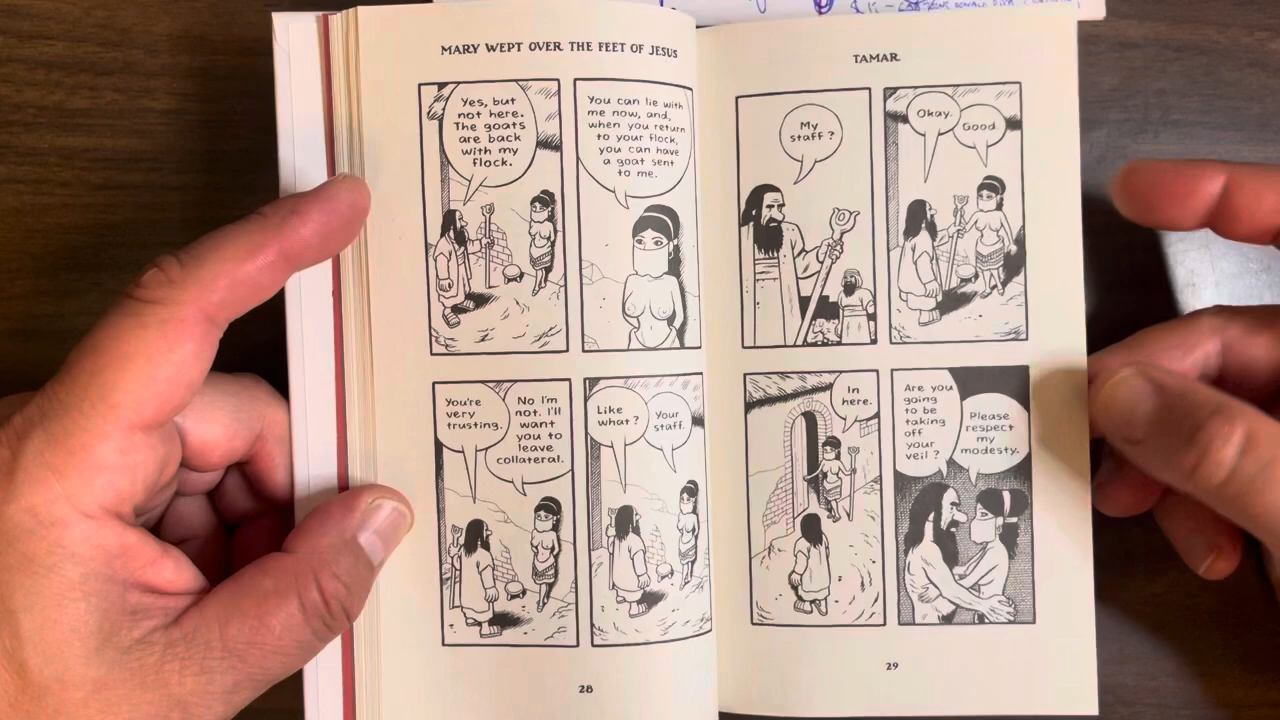 MARY WEPT OVER THE FEET OF JESUS
Yes, but
not here.
The goats
are back
with my
flock.
You can lie with
me now, and,
when you return
to your flock,
you can have
a goat sent
to me.
You're
very
trusting.
No I'm
not. I'll
want
you to
leave
collateral.
Like
what?
Your
staff.
28
TAMAR
My
staff?
Okay.
Good
In
here.
Are you
going
to be
taking
off
your
veil?
Please
respect
my
modesty.
29